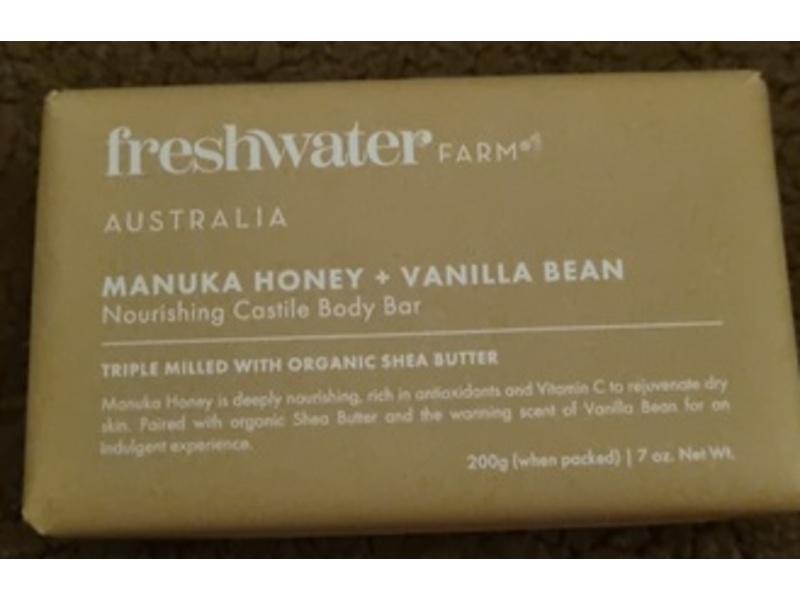 freshwater FARM
AUSTRALIA
MANUKA HONEY + VANILLA BEAN
Nourishing Castile Body Bar
TRIPLE MILLED WITH ORGANIC SHEA BUTTER
Manuka Honey is deeply nourishing, rich in antioxidants and Vitamin C to rejuvenate dry
skin. Paired with organic Shea Butter and the warming scent of Vanilla Bean for an
indulgent experience.
200g (when packed) | 7 oz. Net Wt.